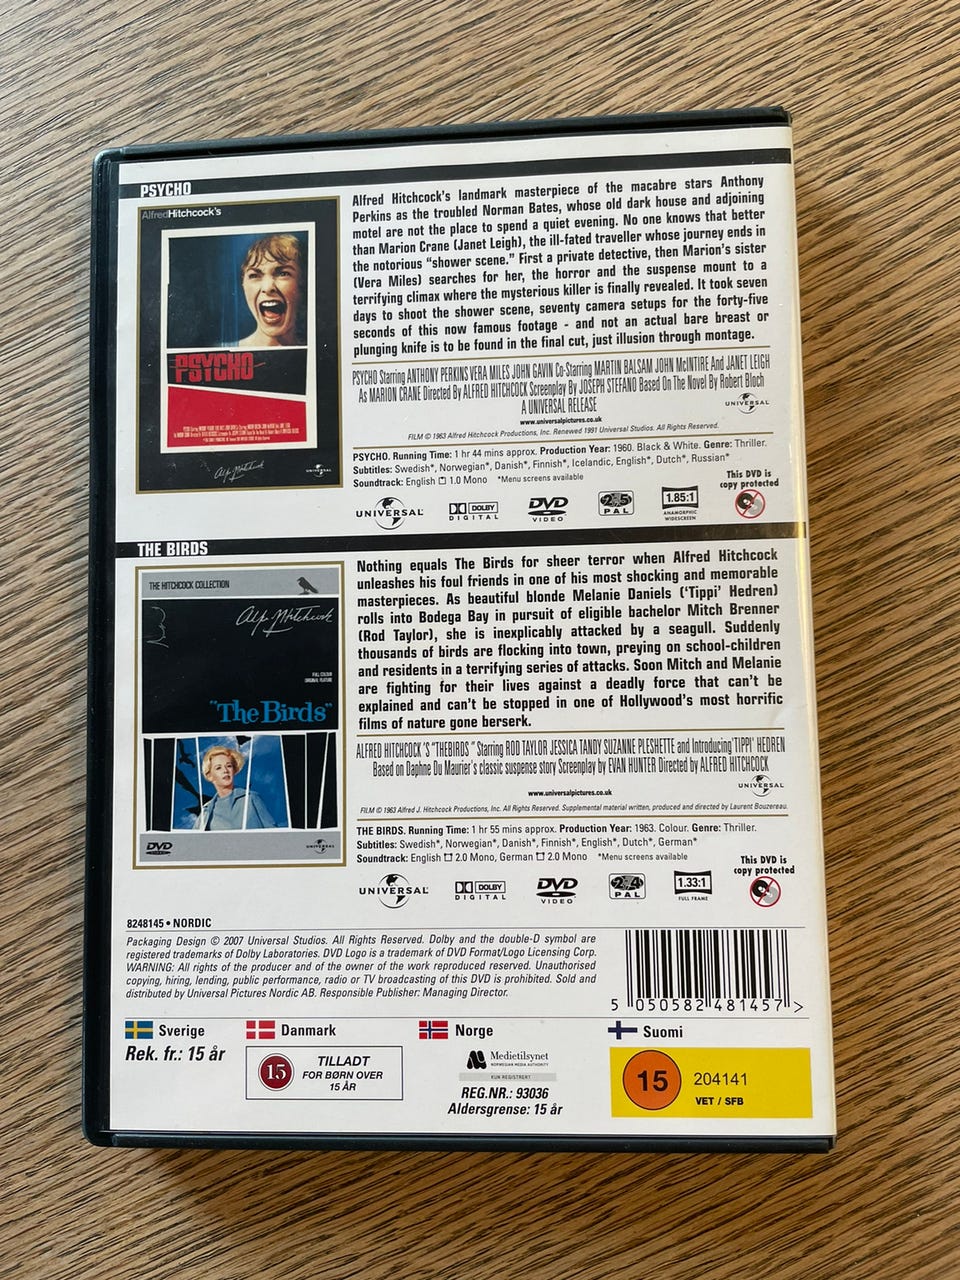 PSYCHO
AlfredHitchcock's
PSYCHO
UNIVERSAL
Alfred Hitchcock's landmark masterpiece of the macabre stars Anthony
Perkins as the troubled Norman Bates, whose old dark house and adjoining
motel are not the place to spend a quiet evening. No one knows that better
than Marion Crane (Janet Leigh), the ill-fated traveller whose journey ends in
the notorious "shower scene." First a private detective, then Marion's sister
(Vera Miles) searches for her, the horror and the suspense mount to a
terrifying climax where the mysterious killer is finally revealed. It took seven
days to shoot the shower scene, seventy camera setups for the forty-five
seconds of this now famous footage - and not an actual bare breast or
plunging knife is to be found in the final cut, just illusion through montage.
PSYCHO Starring ANTHONY PERKINS VERA MILES JOHN GAVIN Co-Starring MARTIN BALSAM JOHN McINTIRE And JANET LEIGH
As MARION CRANE Directed By ALFRED HITCHCOCK Screenplay By JOSEPH STEFANO Based On The Novel By Robert Bloch
A UNIVERSAL RELEASE
UNIVERSAL
www.universalpictures.co.uk
FILM © 1963 Alfred Hitchcock Productions, Inc. Renewed 1991 Universal Studios. All Rights Reserved.
PSYCHO. Running Time: 1 hr 44 mins approx. Production Year: 1960. Black & White. Genre: Thriller.
Subtitles: Swedish*, Norwegian*, Danish*, Finnish*, Icelandic, English*, Dutch*, Russian*
Soundtrack: English 1.0 Mono *Menu screens available
This DVD is
copy protected
UNIVERSAL
DOLBY
DIGITAL
DVD
VIDEO
2 5
PAL
1.85:1
ANAMORPHIC
WIDESCREEN
THE BIRDS
THE HITCHCOCK COLLECTION
Alfred Hitchcock
FULL COLOUR
ORIGINAL FEATURE
"The Birds"
DVD
UNIVERSAL
Nothing equals The Birds for sheer terror when Alfred Hitchcock
unleashes his foul friends in one of his most shocking and memorable
masterpieces. As beautiful blonde Melanie Daniels ('Tippi' Hedren)
rolls into Bodega Bay in pursuit of eligible bachelor Mitch Brenner
(Rod Taylor), she is inexplicably attacked by a seagull. Suddenly
thousands of birds are flocking into town, preying on school-children
and residents in a terrifying series of attacks. Soon Mitch and Melanie
are fighting for their lives against a deadly force that can't be
explained and can't be stopped in one of Hollywood's most horrific
films of nature gone berserk.
ALFRED HITCHCOCK'S "THEBIRDS" Starring ROD TAYLOR JESSICA TANDY SUZANNE PLESHETTE and Introducing'TIPPI' HEDREN
Based on Daphne Du Maurier's classic suspense story Screenplay by EVAN HUNTER Directed by ALFRED HITCHCOCK
UNIVERSAL
www.universalpictures.co.uk
FILM © 1963 Alfred J. Hitchcock Productions, Inc. All Rights Reserved. Supplemental material written, produced and directed by Laurent Bouzereau.
THE BIRDS. Running Time: 1 hr 55 mins approx. Production Year: 1963. Colour. Genre: Thriller.
Subtitles: Swedish*, Norwegian*, Danish*, Finnish*, English*, Dutch*, German*
Soundtrack: English 2.0 Mono, German 2.0 Mono *Menu screens available
This DVD is
copy protected
UNIVERSAL
DOLBY
DIGITAL
DVD
VIDEO
2 4
PAL
1.33:1
FULL FRAME
8248145 • NORDIC
Packaging Design © 2007 Universal Studios. All Rights Reserved. Dolby and the double-D symbol are
registered trademarks of Dolby Laboratories. DVD Logo is a trademark of DVD Format/Logo Licensing Corp.
WARNING: All rights of the producer and of the owner of the work reproduced reserved. Unauthorised
copying, hiring, lending, public performance, radio or TV broadcasting of this DVD is prohibited. Sold and
distributed by Universal Pictures Nordic AB. Responsible Publisher: Managing Director.
5 050582 481457 >
Sverige
Rek. fr.: 15 år
Danmark
15
TILLADT
FOR BØRN OVER
15 ÅR
Norge
Medietilsynet
NORWEGIAN MEDIA AUTHORITY
KUN REGISTRERT
REG.NR.: 93036
Aldersgrense: 15 år
Suomi
15
204141
VET / SFB